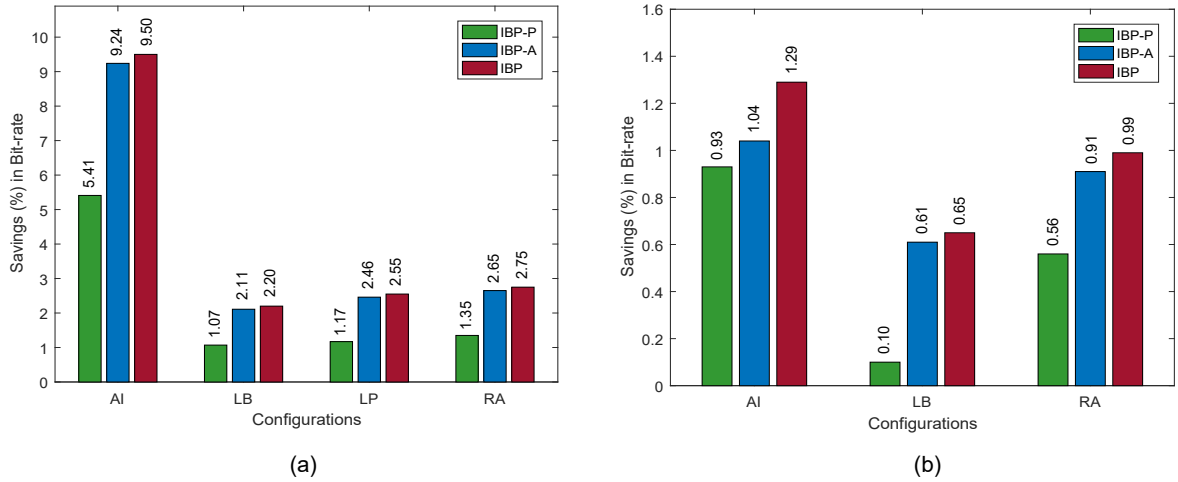 10
9
8
7
6
5
4
3
2
1
0
Savings (%) in Bit-rate
5.41
9.24
9.50
1.07
2.11
2.20
1.17
2.46
2.55
1.35
2.65
2.75
IBP-P
IBP-A
IBP
AI LB LP RA
Configurations
(a)
1.6
1.4
1.2
1
0.8
0.6
0.4
0.2
0
Savings (%) in Bit-rate
0.93
1.04
1.29
0.10
0.61
0.65
0.56
0.91
0.99
IBP-P
IBP-A
IBP
AI LB RA
Configurations
(b)